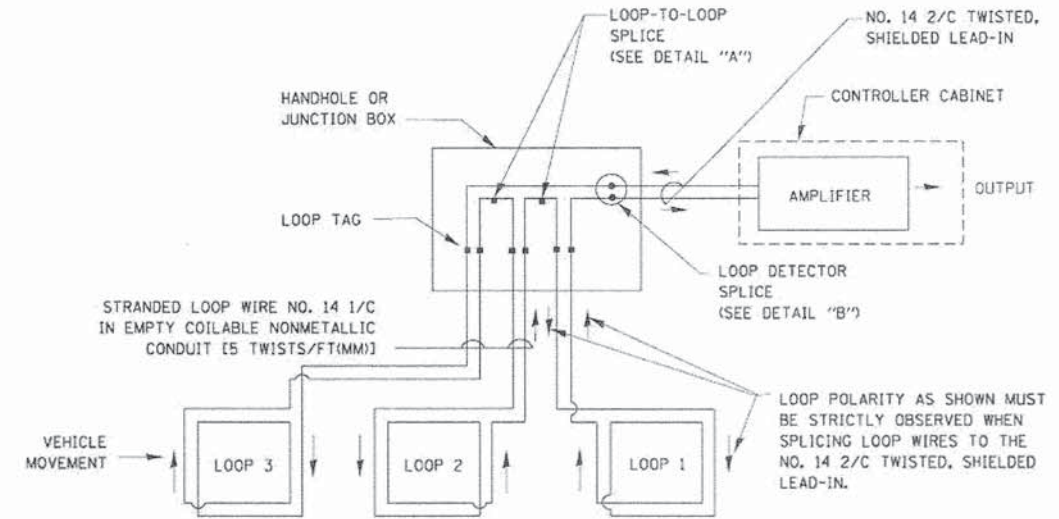 LOOP-TO-LOOP
SPLICE
(SEE DETAIL "A")
NO. 14 2/C TWISTED,
SHIELDED LEAD-IN
HANDHOLE OR
JUNCTION BOX
CONTROLLER CABINET
AMPLIFIER
OUTPUT
LOOP TAG
LOOP DETECTOR
SPLICE
(SEE DETAIL "B")
STRANDED LOOP WIRE NO. 14 1/C
IN EMPTY COILABLE NONMETALLIC
CONDUIT [5 TWISTS/FT(MM)]
LOOP POLARITY AS SHOWN MUST
BE STRICTLY OBSERVED WHEN
SPLICING LOOP WIRES TO THE
NO. 14 2/C TWISTED, SHIELDED
LEAD-IN.
VEHICLE
MOVEMENT
LOOP 3
LOOP 2
LOOP 1